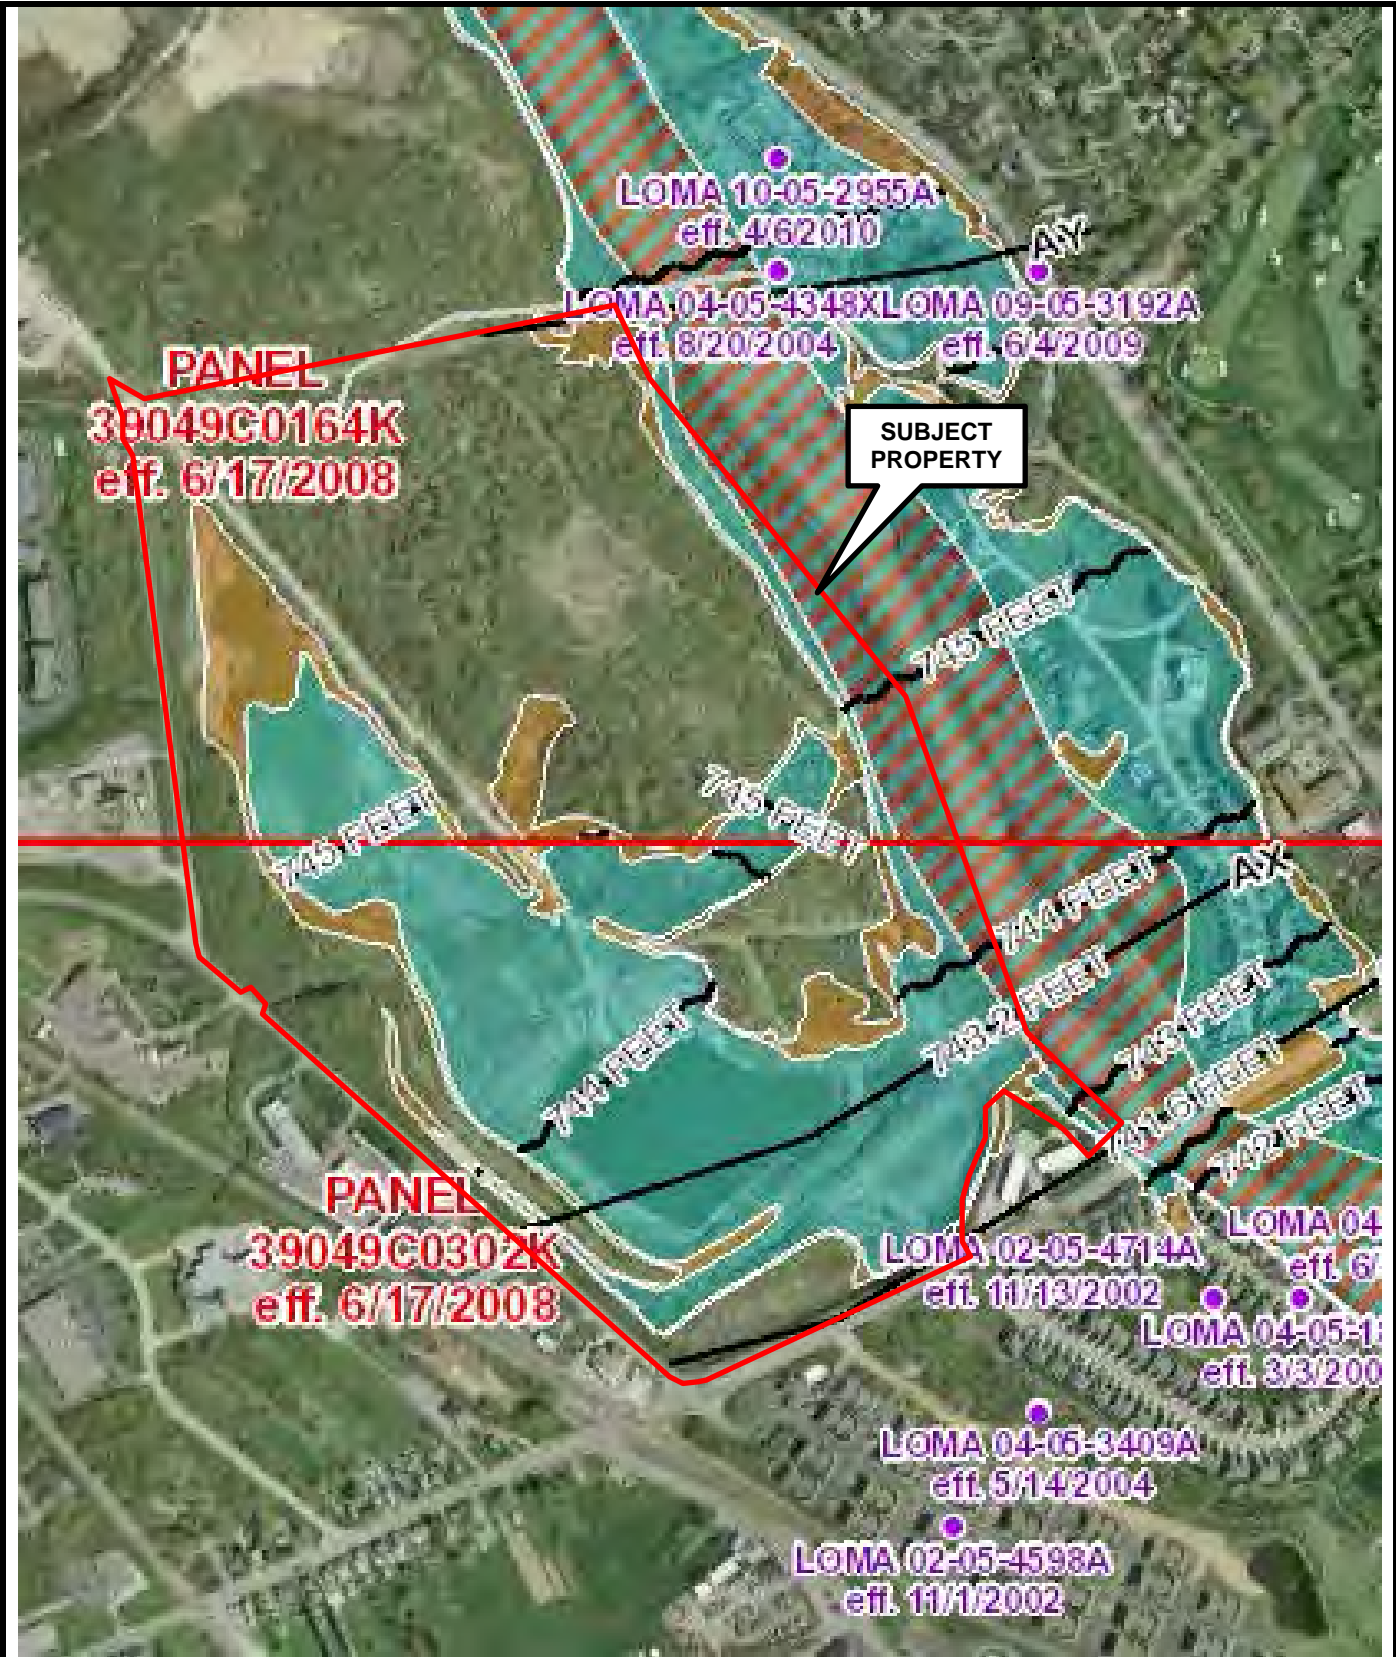 LOMA 10-05-2955A
eff. 4/6/2010
AY
LOMA 04-05-4348X
eff. 8/20/2004
LOMA 09-05-3192A
eff. 6/4/2009
PANEL
39049C0164K
eff. 6/17/2008
SUBJECT
PROPERTY
745 FEET
745 FEET
745 FEET
AX
744 FEET
743.2 FEET
743 FEET
744 FEET
FEET
742 FEET
PANEL
39049C0302K
eff. 6/17/2008
LOMA 02-05-4714A
eff. 11/13/2002
LOMA 04
eff. 6/
LOMA 04-05-1
eff. 3/3/200
LOMA 04-05-3409A
eff. 5/14/2004
LOMA 02-05-4598A
eff. 11/1/2002